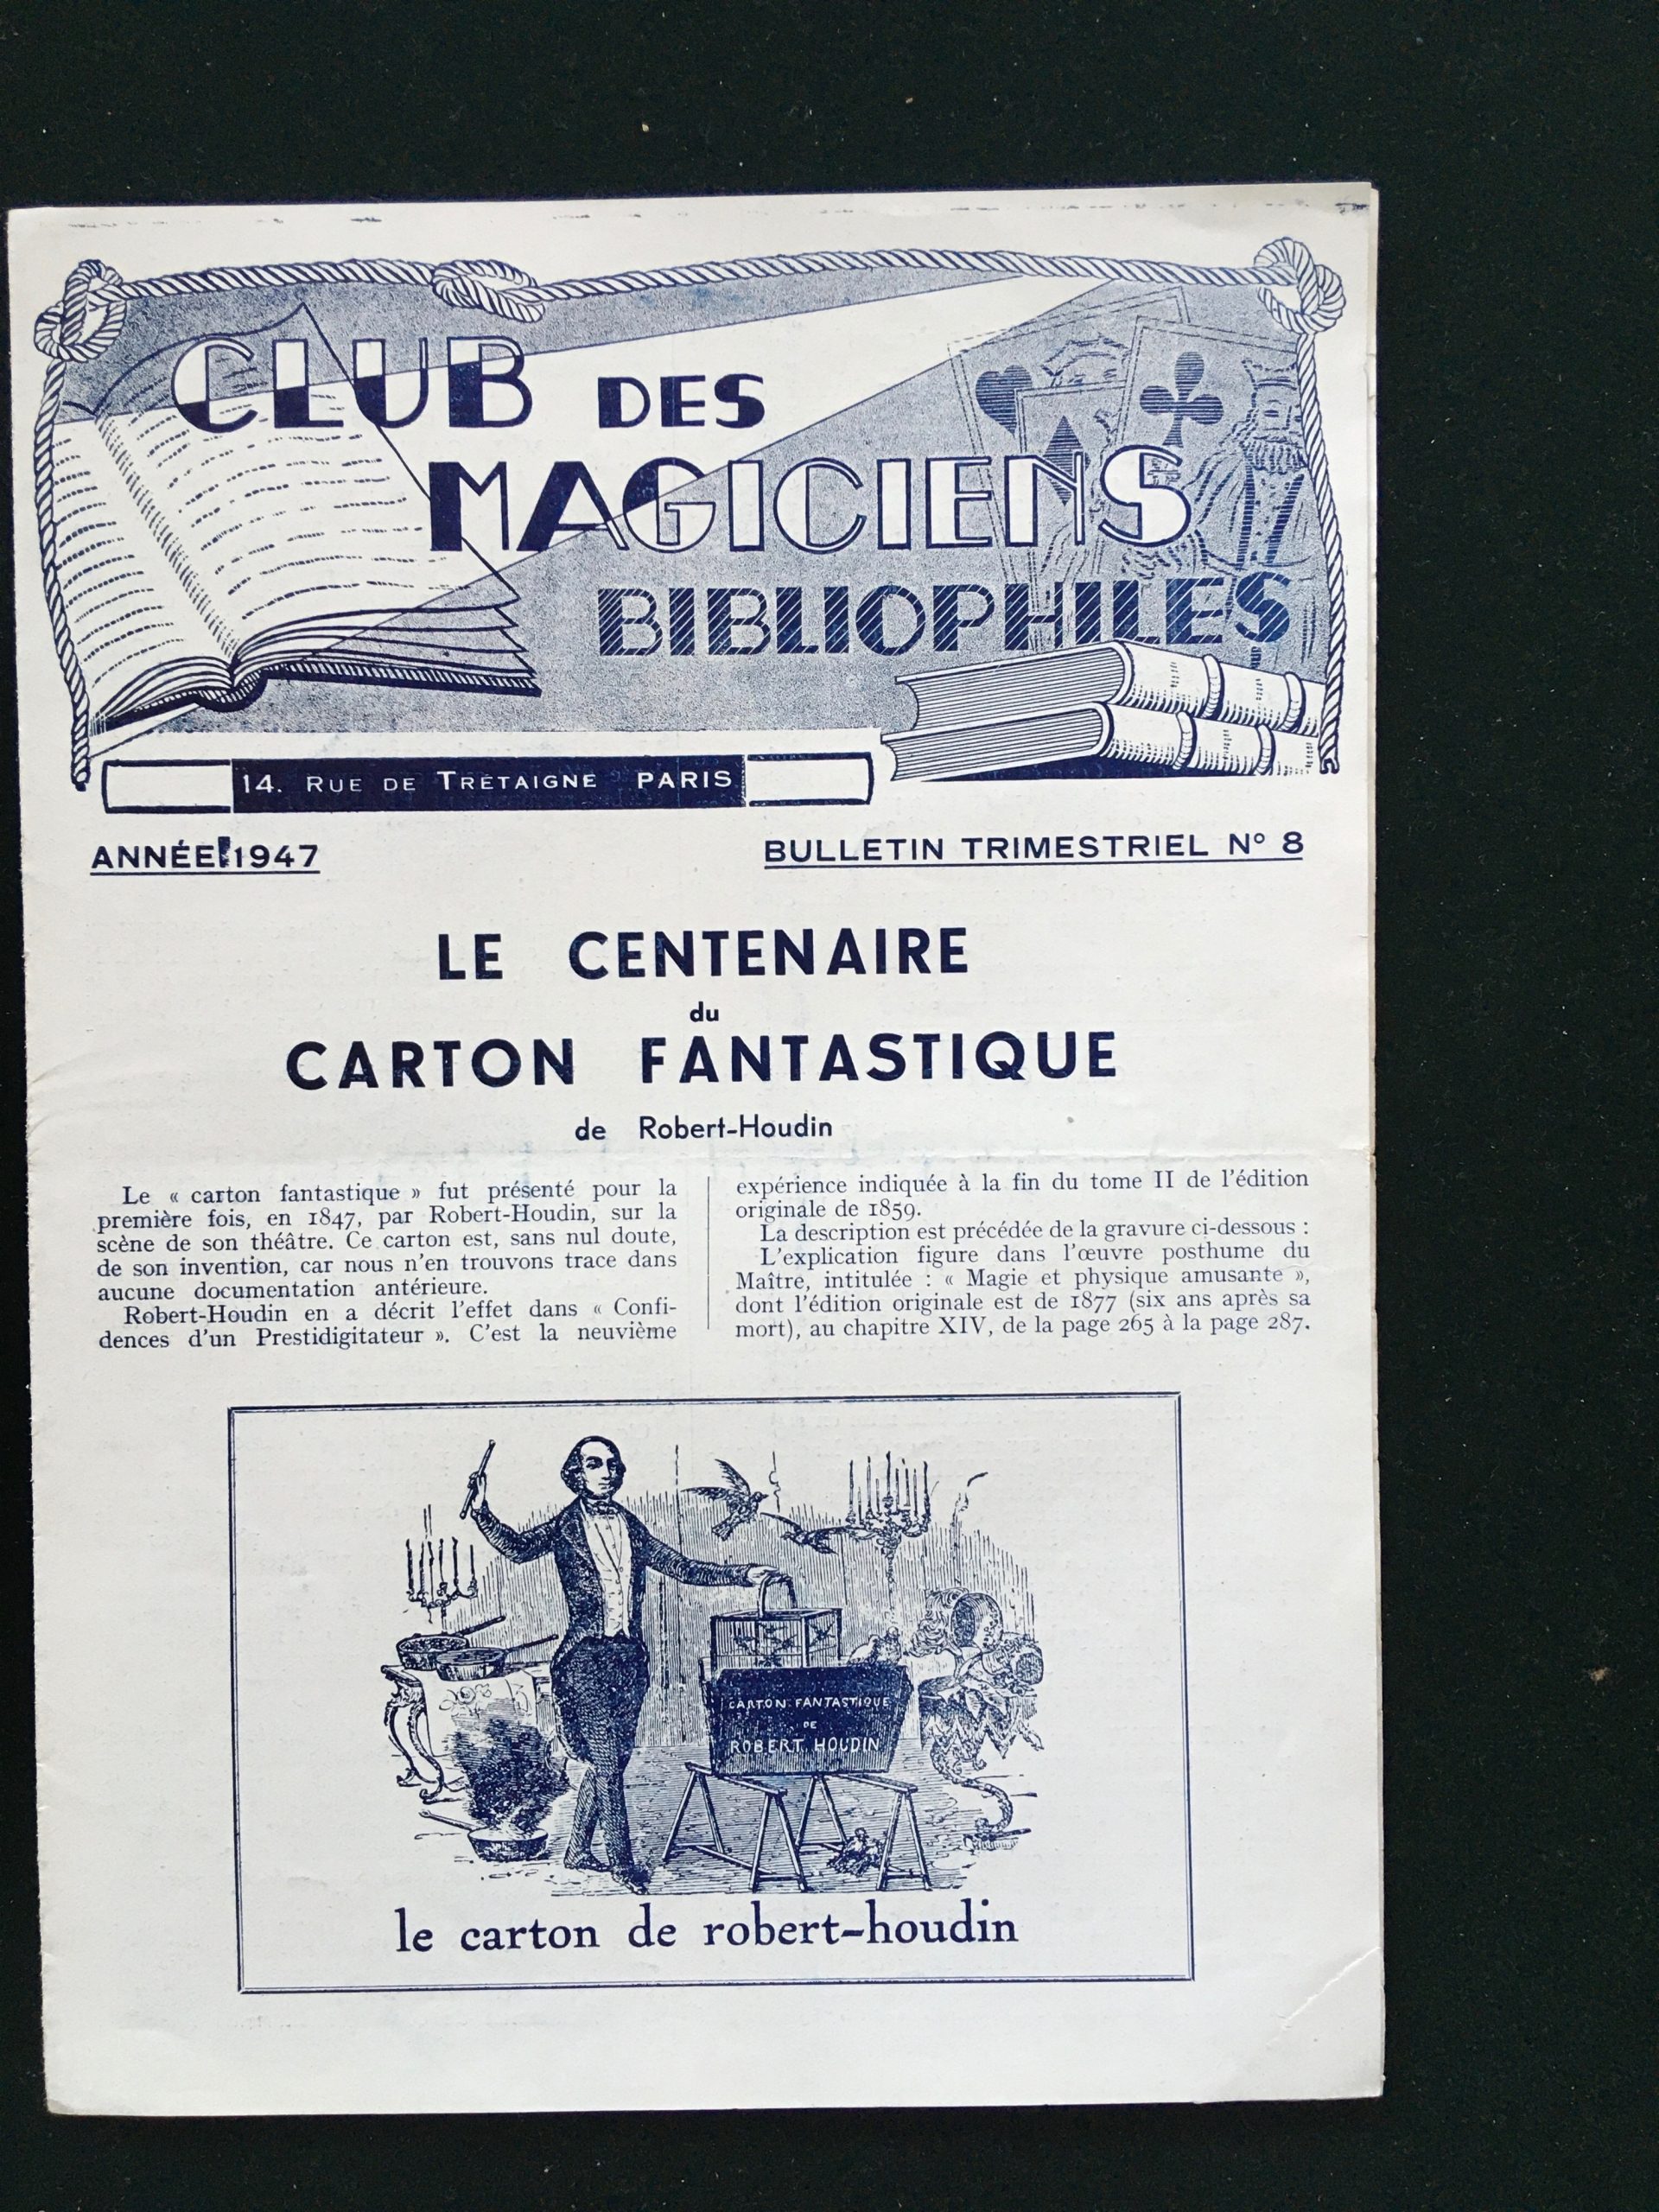 CLUB DES
MAGICIENS
BIBLIOPHILES
14. RUE DE TRÉTAIGNE PARIS
ANNÉE 1947
BULLETIN TRIMESTRIEL N° 8
LE CENTENAIRE
du
CARTON FANTASTIQUE
de Robert-Houdin
Le « carton fantastique » fut présenté pour la
première fois, en 1847, par Robert-Houdin, sur la
scène de son théâtre. Ce carton est, sans nul doute,
de son invention, car nous n'en trouvons trace dans
aucune documentation antérieure.
Robert-Houdin en a décrit l'effet dans « Confi-
dences d'un Prestidigitateur ». C'est la neuvième
expérience indiquée à la fin du tome II de l'édition
originale de 1859.
La description est précédée de la gravure ci-dessous :
L'explication figure dans l'œuvre posthume du
Maître, intitulée : « Magie et physique amusante »,
dont l'édition originale est de 1877 (six ans après sa
mort), au chapitre XIV, de la page 265 à la page 287.
CARTON FANTASTIQUE
DE
ROBERT HOUDIN
le carton de robert-houdin